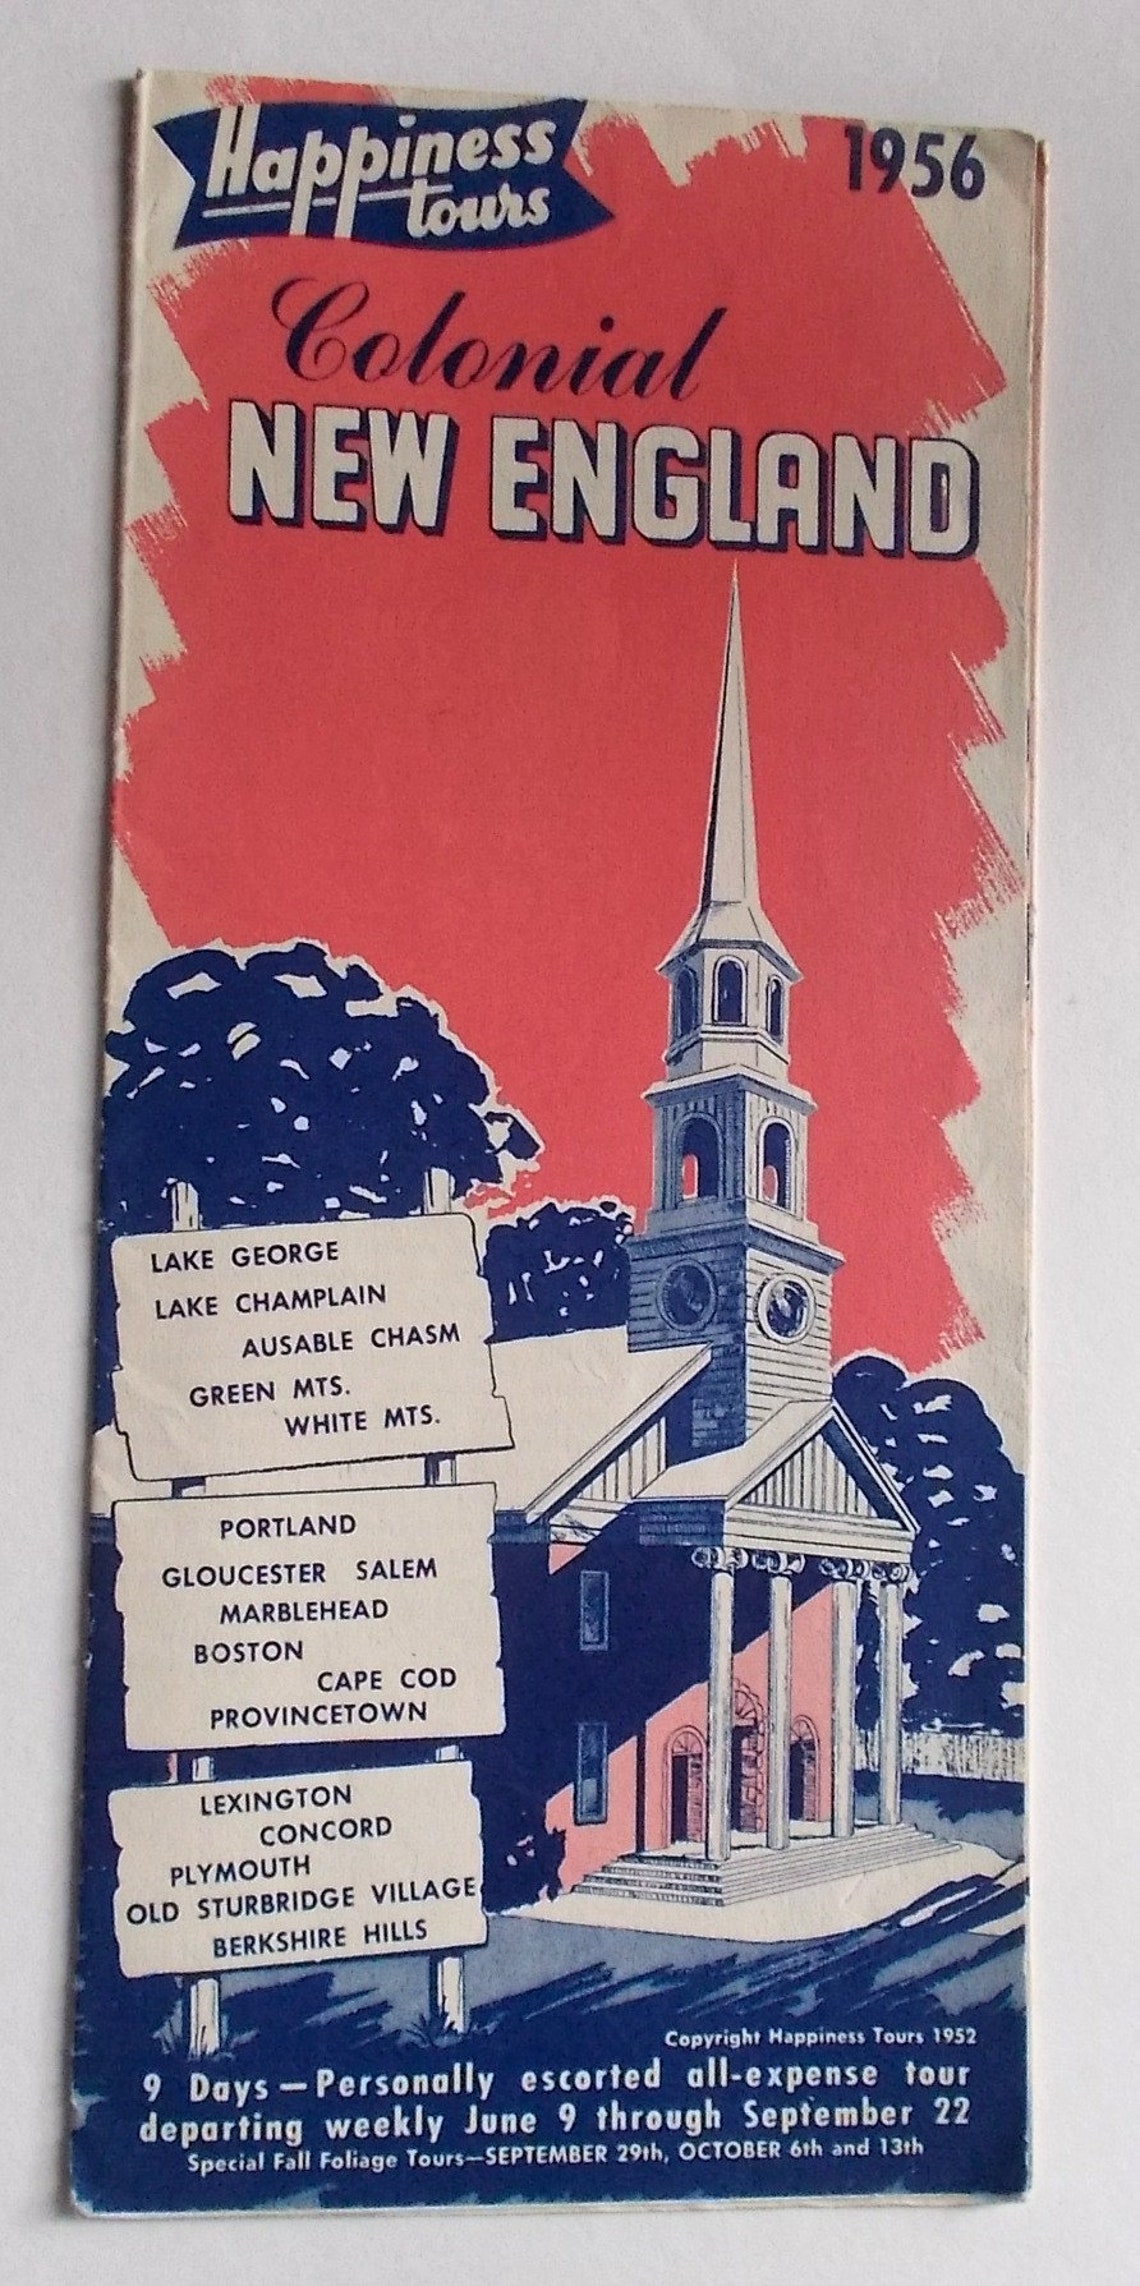 Happiness
tours
1956
Colonial
NEW ENGLAND
LAKE GEORGE
LAKE CHAMPLAIN
AUSABLE CHASM
GREEN MTS.
WHITE MTS.
PORTLAND
GLOUCESTER SALEM
MARBLEHEAD
BOSTON
CAPE COD
PROVINCETOWN
LEXINGTON
CONCORD
PLYMOUTH
OLD STURBRIDGE VILLAGE
BERKSHIRE HILLS
Copyright Happiness Tours 1952
9 Days — Personally escorted all-expense tour
departing weekly June 9 through September 22
Special Fall Foliage Tours—SEPTEMBER 29th, OCTOBER 6th and 13th